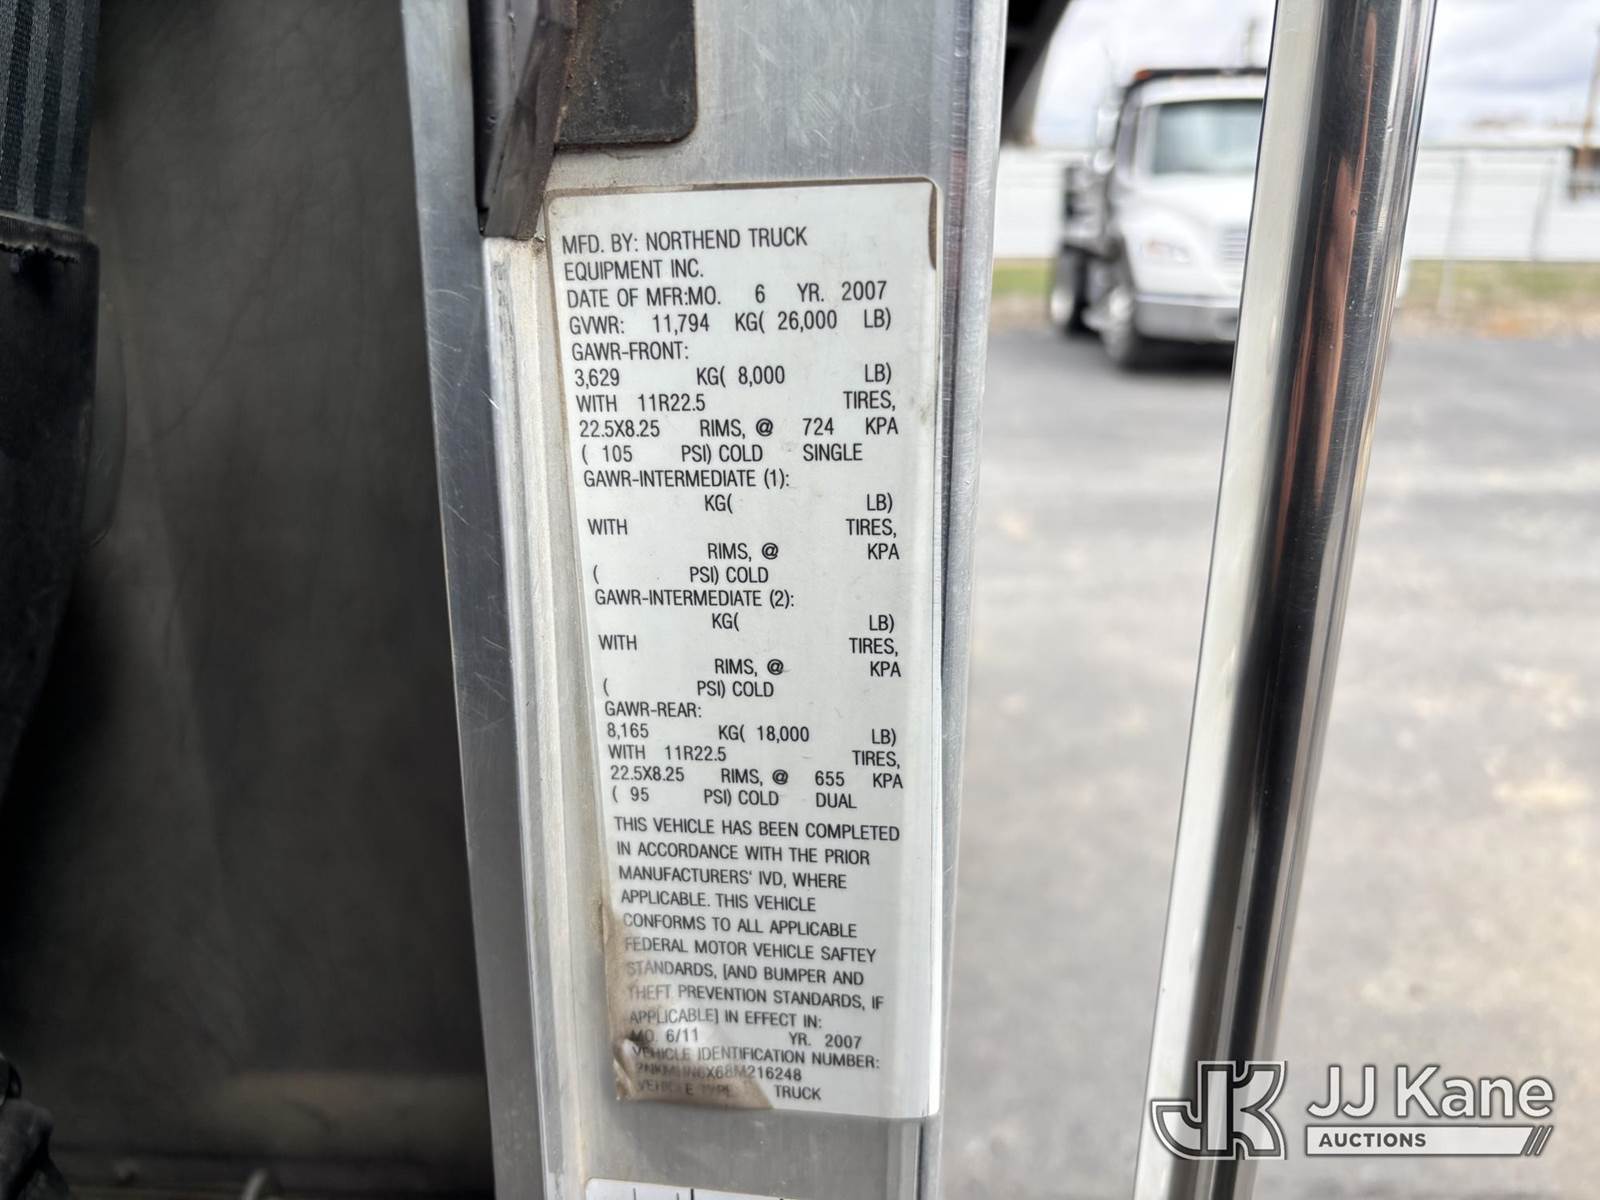 MFD. BY: NORTHEND TRUCK
EQUIPMENT INC.
DATE OF MFR:MO. 6 YR. 2007
GVWR: 11,794 KG( 26,000 LB)
GAWR-FRONT:
3,629 KG( 8,000 LB)
WITH 11R22.5 TIRES,
22.5X8.25 RIMS, @ 724 KPA
( 105 PSI) COLD SINGLE
GAWR-INTERMEDIATE (1):
KG( LB)
WITH TIRES,
RIMS, @ KPA
( PSI) COLD
GAWR-INTERMEDIATE (2):
KG( LB)
WITH TIRES,
RIMS, @ KPA
( PSI) COLD
GAWR-REAR:
8,165 KG( 18,000 LB)
WITH 11R22.5 TIRES,
22.5X8.25 RIMS, @ 655 KPA
( 95 PSI) COLD DUAL
THIS VEHICLE HAS BEEN COMPLETED
IN ACCORDANCE WITH THE PRIOR
MANUFACTURERS' IVD, WHERE
APPLICABLE. THIS VEHICLE
CONFORMS TO ALL APPLICABLE
FEDERAL MOTOR VEHICLE SAFTEY
STANDARDS, [AND BUMPER AND
THEFT PREVENTION STANDARDS, IF
APPLICABLE] IN EFFECT IN:
MO. 6/11 YR. 2007
VEHICLE IDENTIFICATION NUMBER:
VEHICLE TYPE: TRUCK
JK JJ Kane
AUCTIONS